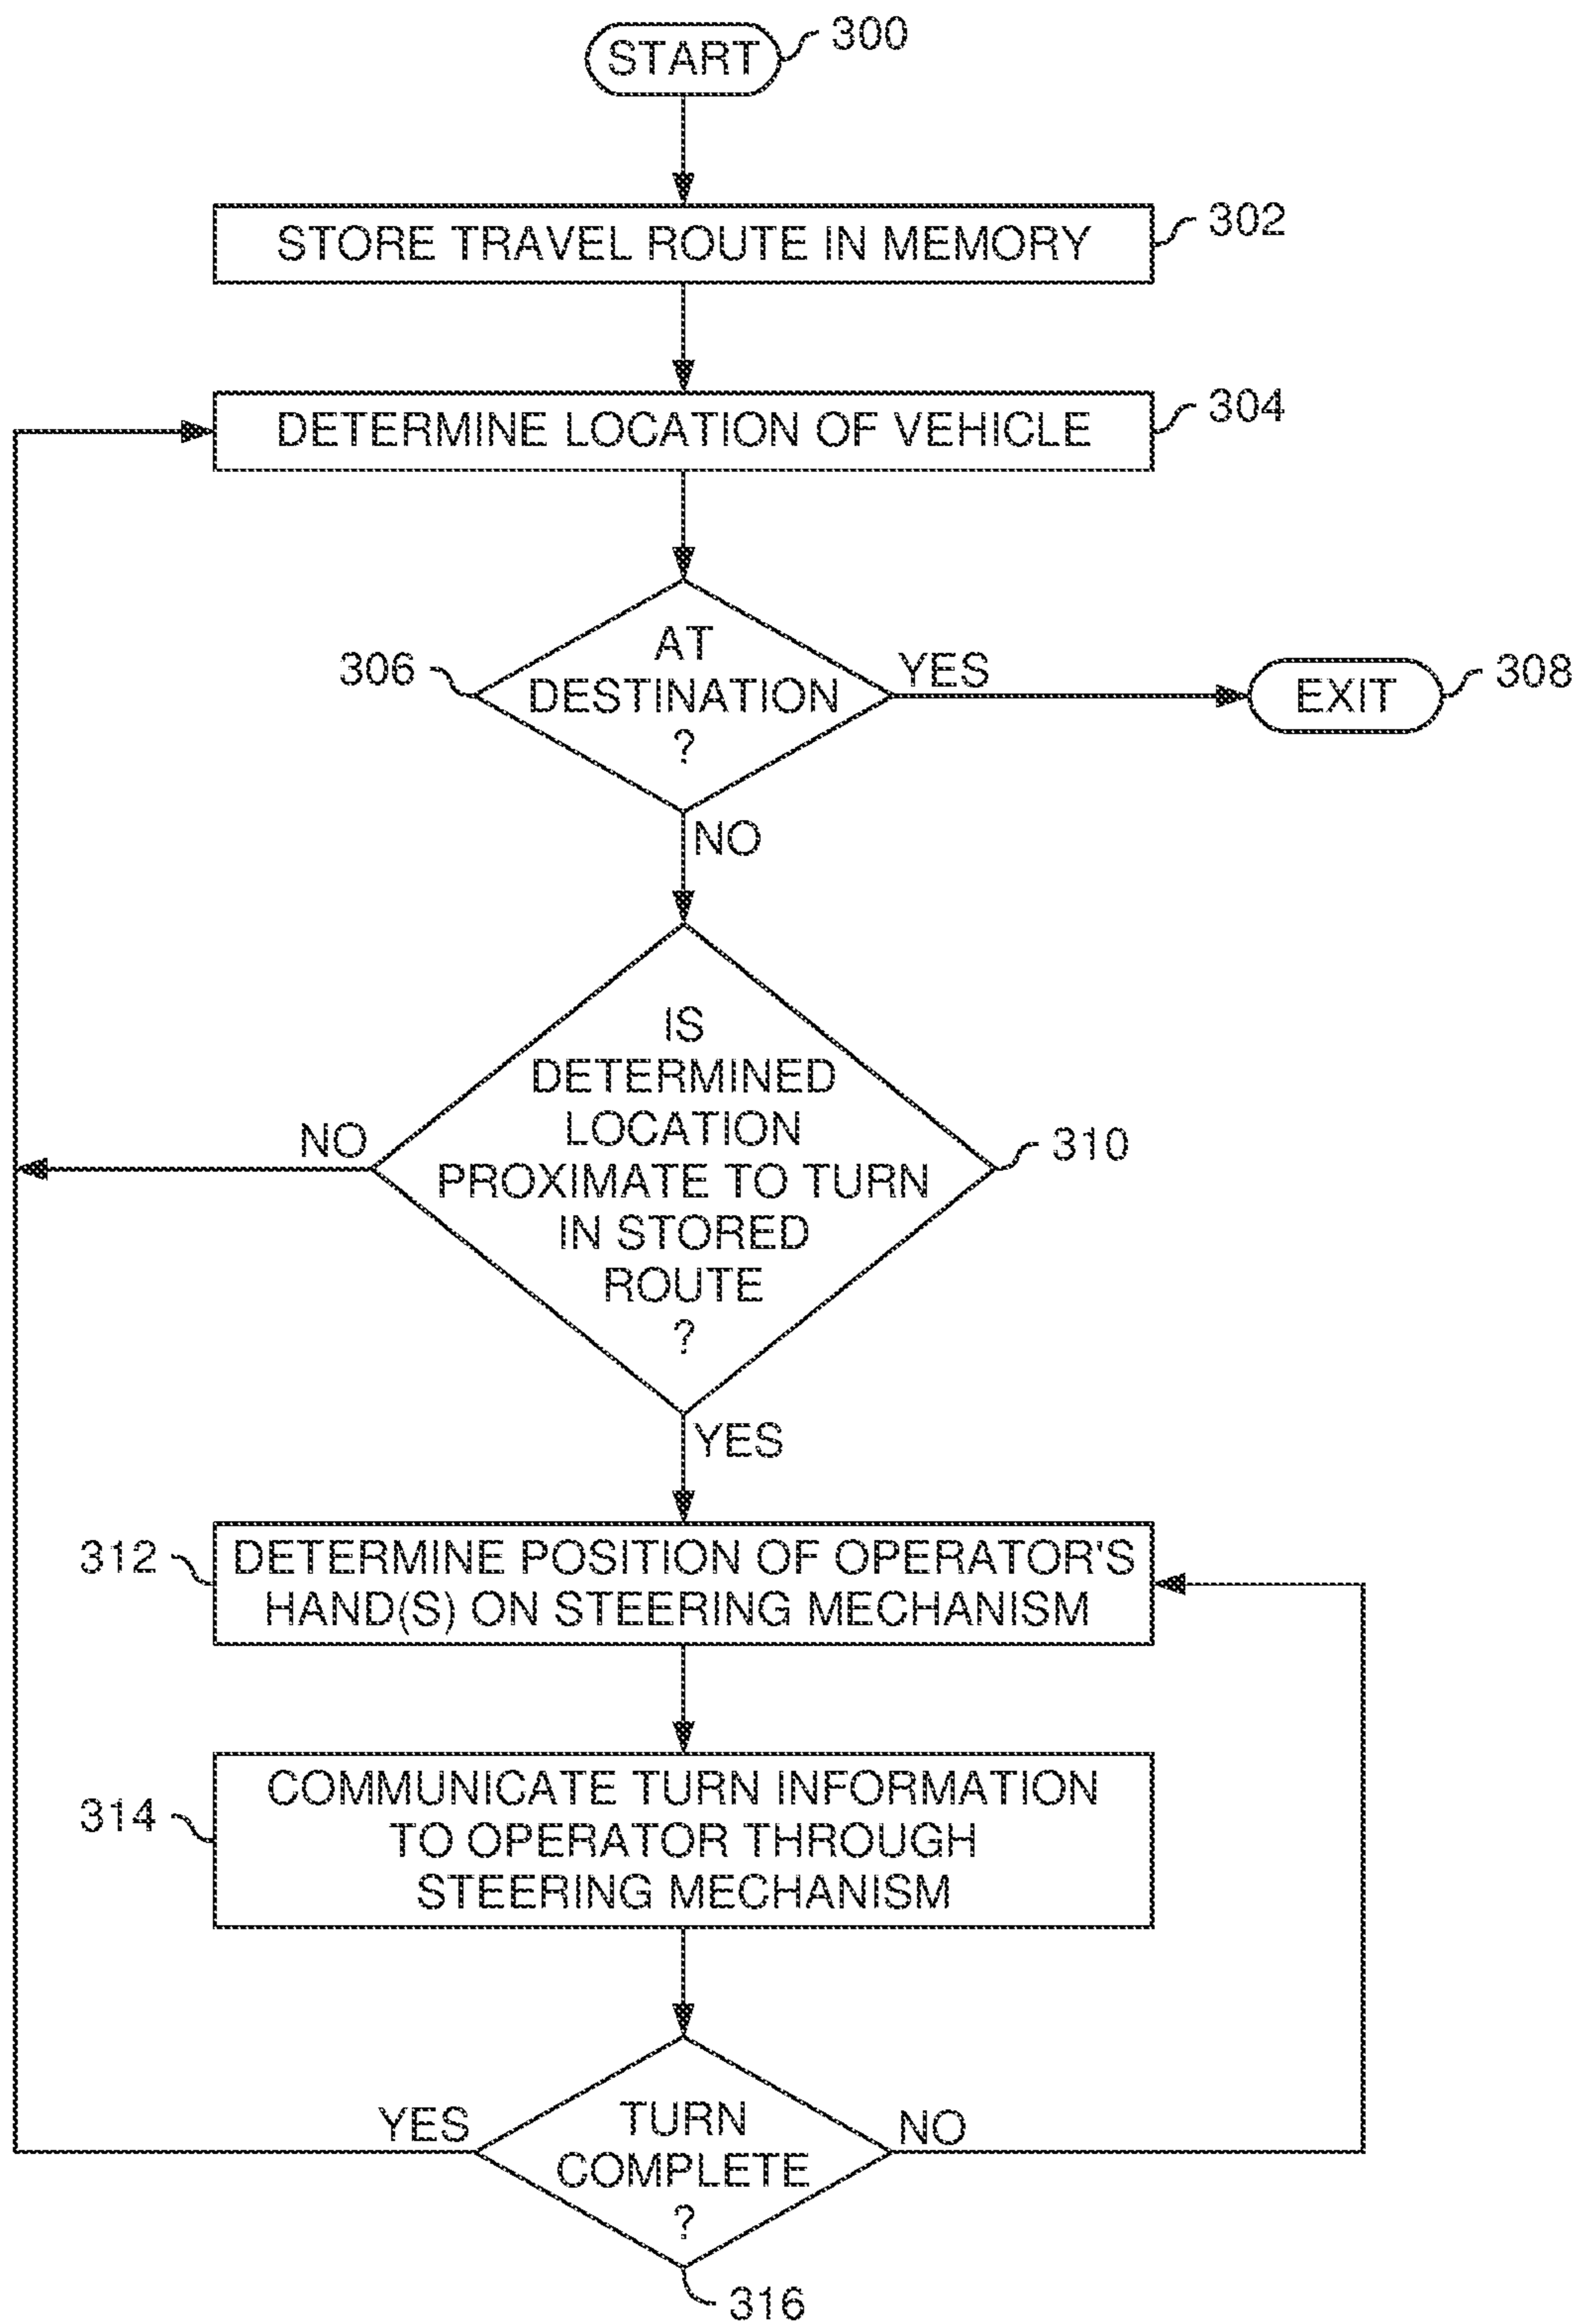 START
300
STORE TRAVEL ROUTE IN MEMORY
302
DETERMINE LOCATION OF VEHICLE
304
306
AT
DESTINATION
?
YES
EXIT
308
NO
IS
DETERMINED
LOCATION
PROXIMATE TO TURN
IN STORED
ROUTE
?
NO
310
YES
312
DETERMINE POSITION OF OPERATOR'S
HAND(S) ON STEERING MECHANISM
314
COMMUNICATE TURN INFORMATION
TO OPERATOR THROUGH
STEERING MECHANISM
YES
TURN
COMPLETE
?
NO
316